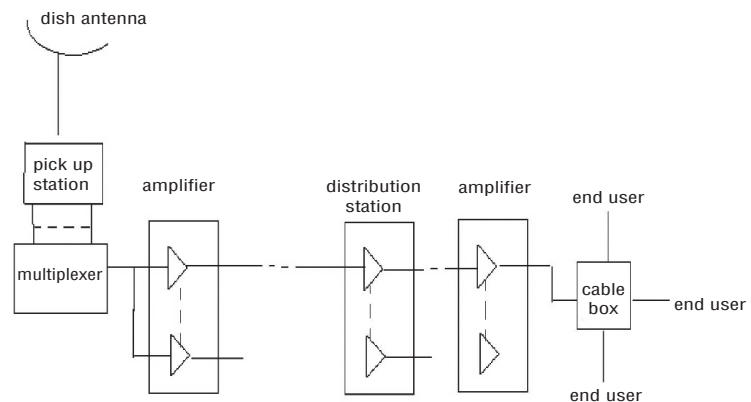 dish antenna
pick up
station
amplifier
distribution
station
amplifier
end user
multiplexer
cable
box
end user
end user